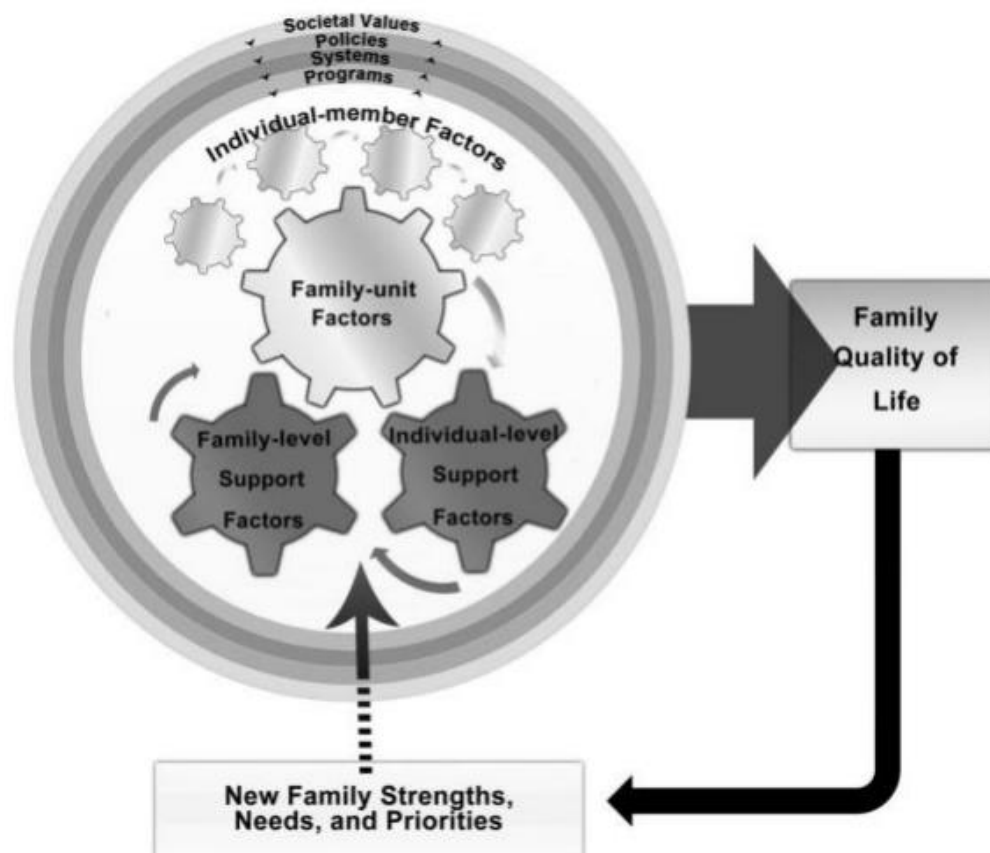 Societal Values
Policies
Systems
Programs
Individual-member Factors
Family-unit
Factors
Family-level
Support
Factors
Individual-level
Support
Factors
Family
Quality of
Life
New Family Strengths,
Needs, and Priorities